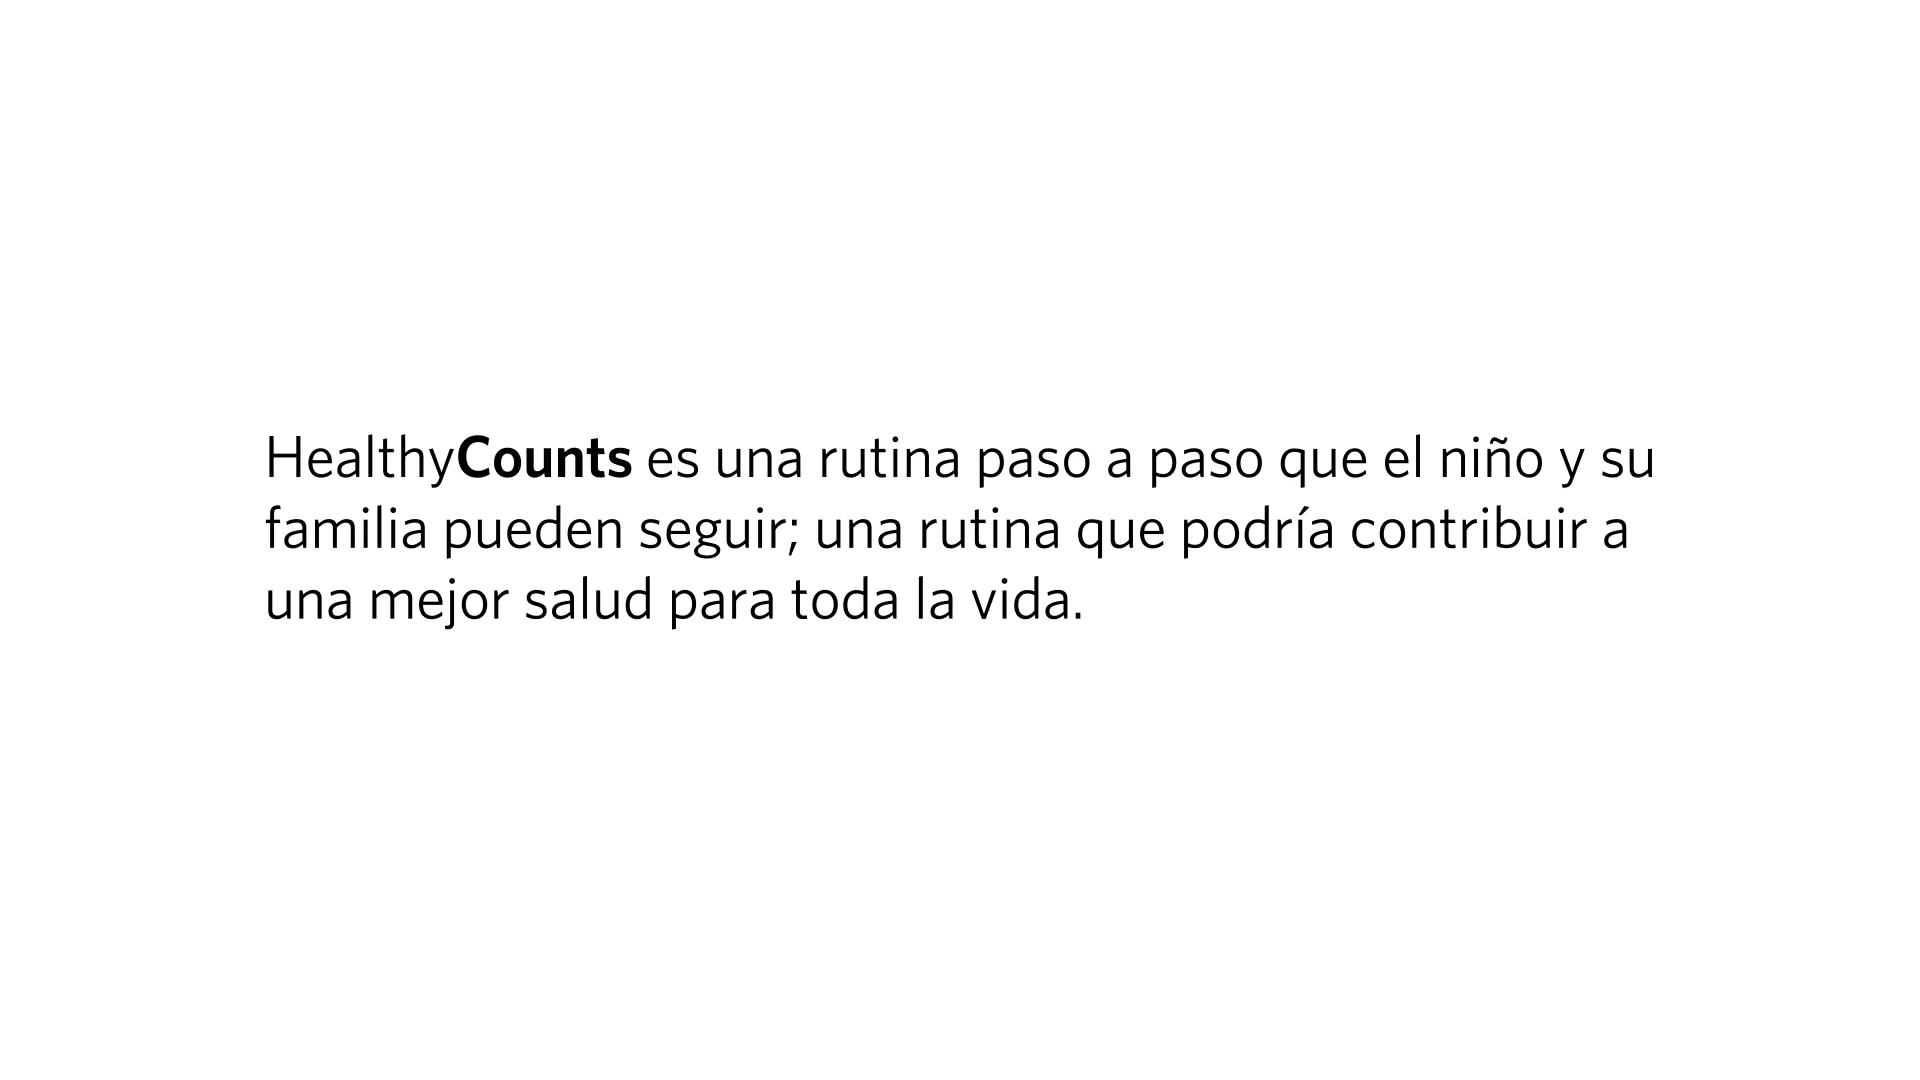 HealthyCounts es una rutina paso a paso que el niño y su
familia pueden seguir; una rutina que podría contribuir a
una mejor salud para toda la vida.